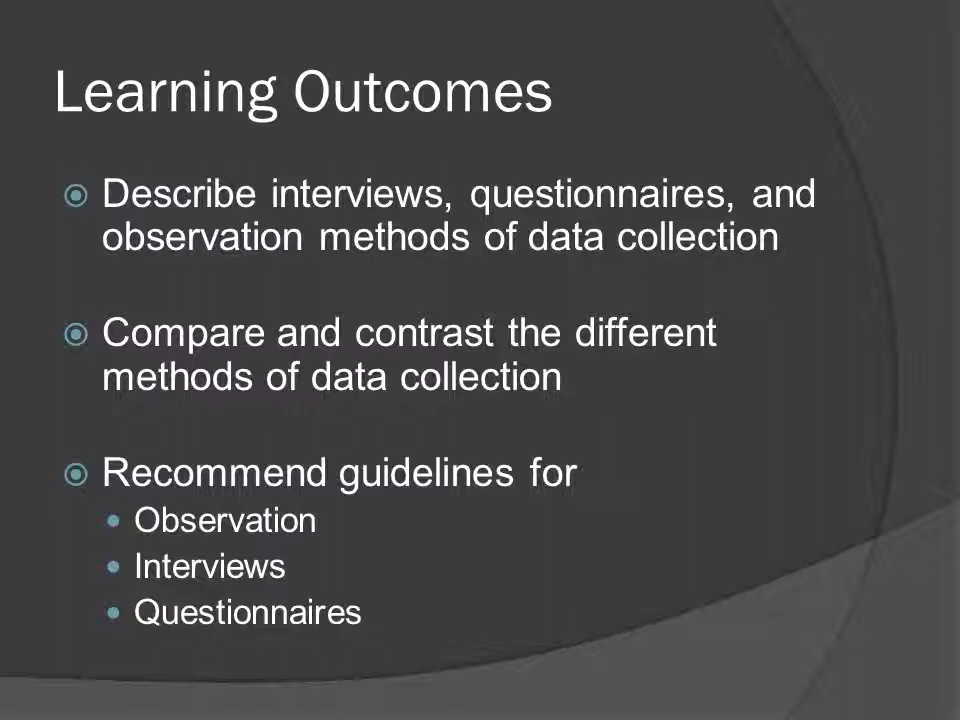 Learning Outcomes
Describe interviews, questionnaires, and
observation methods of data collection
Compare and contrast the different
methods of data collection
Recommend guidelines for
Observation
Interviews
Questionnaires